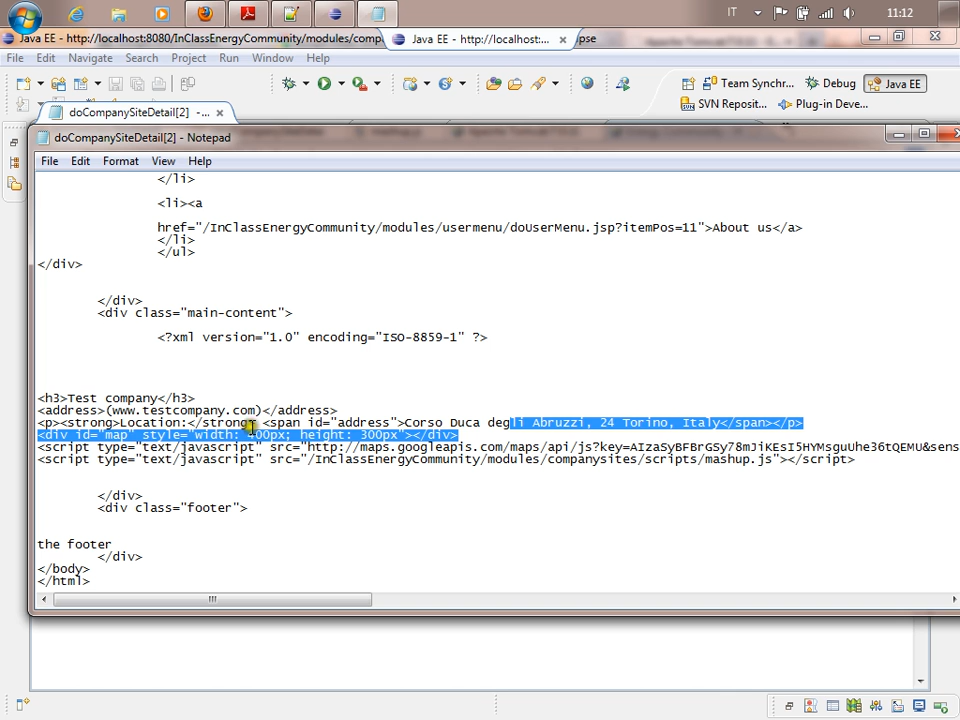 IT 11:12
Java EE - http://localhost:8080/InClassEnergyCommunity/modules/comp
Java EE - http://localhost:...
pse
File Edit Navigate Search Project Run Window Help
Team Synchr...
Debug
Java EE
SVN Reposit...
Plug-in Deve...
doCompanySiteDetail[2] - ...
doCompanySiteDetail[2] - Notepad
File Edit Format View Help
</li>
<li><a
href="/InClassEnergyCommunity/modules/usermenu/doUserMenu.jsp?itemPos=11">About us</a>
</li>
</ul>
</div>
</div>
<div class="main-content">
<?xml version="1.0" encoding="ISO-8859-1" ?>
<h3>Test company</h3>
<address>(www.testcompany.com)</address>
<p><strong>Location:</strong> <span id="address">Corso Duca degli Abruzzi, 24 Torino, Italy</span></p>
<div id="map" style="width: 400px; height: 300px"></div>
<script type="text/javascript" src="http://maps.googleapis.com/maps/api/js?key=AIzaSyBFBrGSy78mJiKEsI5HYMsguUhe36tQEMU&sens
<script type="text/javascript" src="/InClassEnergyCommunity/modules/companysites/scripts/mashup.js"></script>
</div>
<div class="footer">
the footer
</div>
</body>
</html>